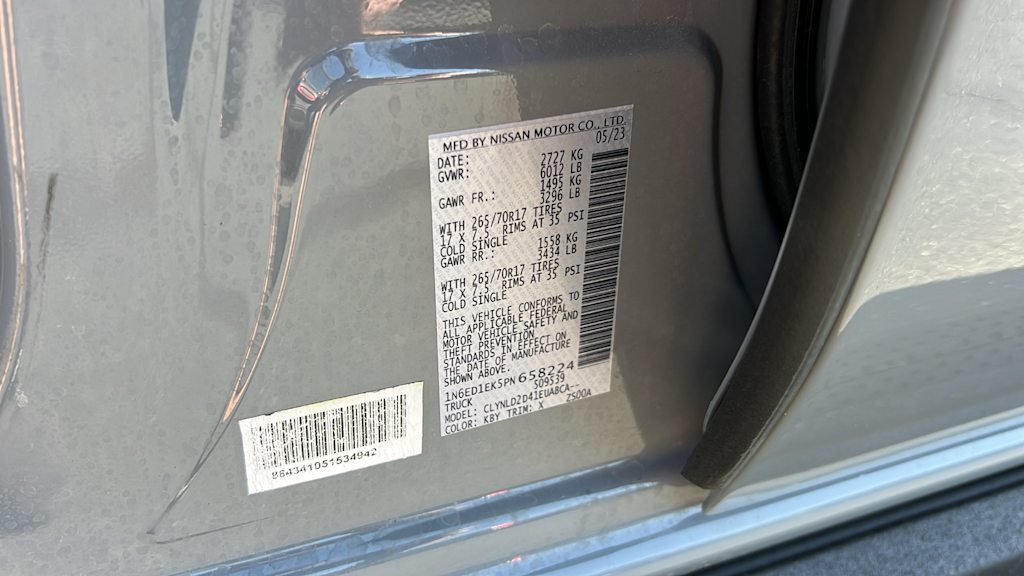 MFD BY NISSAN MOTOR CO., LTD.
DATE: 05/23
GVWR: 2727 KG
6012 LB
GAWR FR.: 1495 KG
3296 LB
WITH 265/70R17 TIRES
17 X 7.5 RIMS AT 35 PSI
COLD SINGLE
GAWR RR.: 1558 KG
3434 LB
WITH 265/70R17 TIRES
17 X 7.5 RIMS AT 35 PSI
COLD SINGLE
THIS VEHICLE CONFORMS TO
ALL APPLICABLE FEDERAL
MOTOR VEHICLE SAFETY AND
THEFT PREVENTION
STANDARDS IN EFFECT ON
THE DATE OF MANUFACTURE
SHOWN ABOVE.
1N6ED1EK5PN658224
TRUCK S09539
MODEL: CLYNLD2D41EUABCA--
COLOR: KBY TRIM: X ZS00A
864341051534942